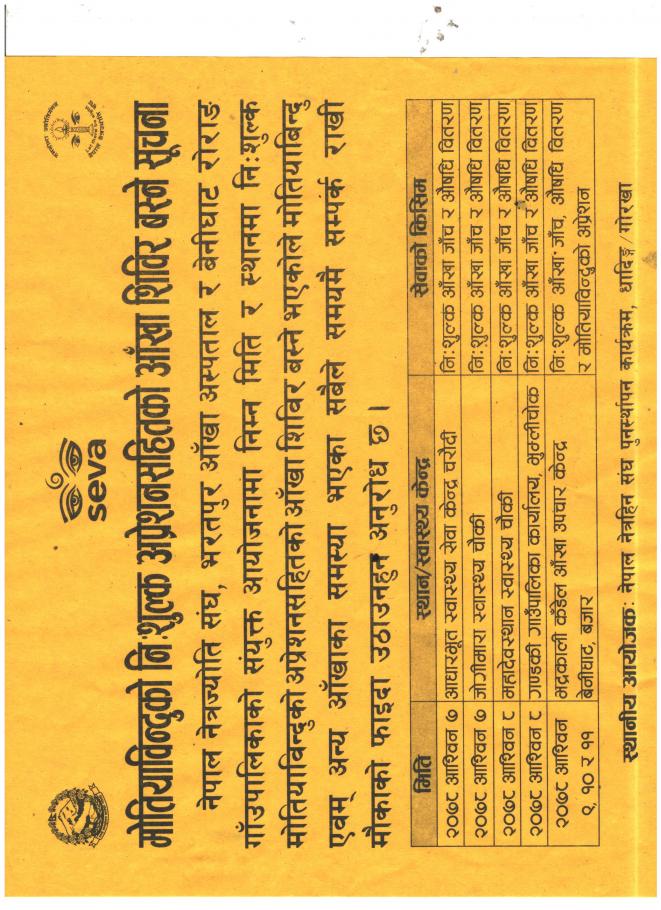 seva
मोतियाविन्दुको निःशुल्क अप्रेशनसहितको आँखा शिविर बस्ने सूचना
नेपाल नेत्रज्योति संघ, भरतपुर आँखा अस्पताल र बेनीघाट रोराङ
गाँउपालिकाको संयुक्त आयोजनामा निम्न मिति र स्थानमा निःशुल्क
मोतियाविन्दुको अप्रेशनसहितको आँखा शिविर बस्ने भएकोले मोतियाबिन्दु
एवम् अन्य आँखाका समस्या भएका सबैले समयमै सम्पर्क राखी
मौकाको फाइदा उठाउनहुन अनुरोध छ ।
मिति स्थान/स्वास्थ्य केन्द्र सेवाको किसिम
२०७८ आश्विन ७ आधारभूत स्वास्थ्य सेवा केन्द्र चरौदी निःशुल्क आँखा जाँच र औषधि वितरण
२०७८ आश्विन ७ जोगीमारा स्वास्थ्य चौकी निःशुल्क आँखा जाँच र औषधि वितरण
२०७८ आश्विन ८ महादेवस्थान स्वास्थ्य चौकी निःशुल्क आँखा जाँच र औषधि वितरण
२०७८ आश्विन ८ गण्डकी गाउँपालिका कार्यालय, भुम्लीचोक निःशुल्क आँखा जाँच र औषधि वितरण
२०७८ आश्विन भद्रकाली कँडेल आँखा उपचार केन्द्र निःशुल्क आँखा जाँच, औषधि वितरण
९, १० र ११ बेनीघाट, बजार र मोतियाविन्दुको अप्रेशन
स्थानीय आयोजकः नेपाल नेत्रहिन संघ पुनर्स्थापन कार्यक्रम, धादिङ्ग/गोरखा